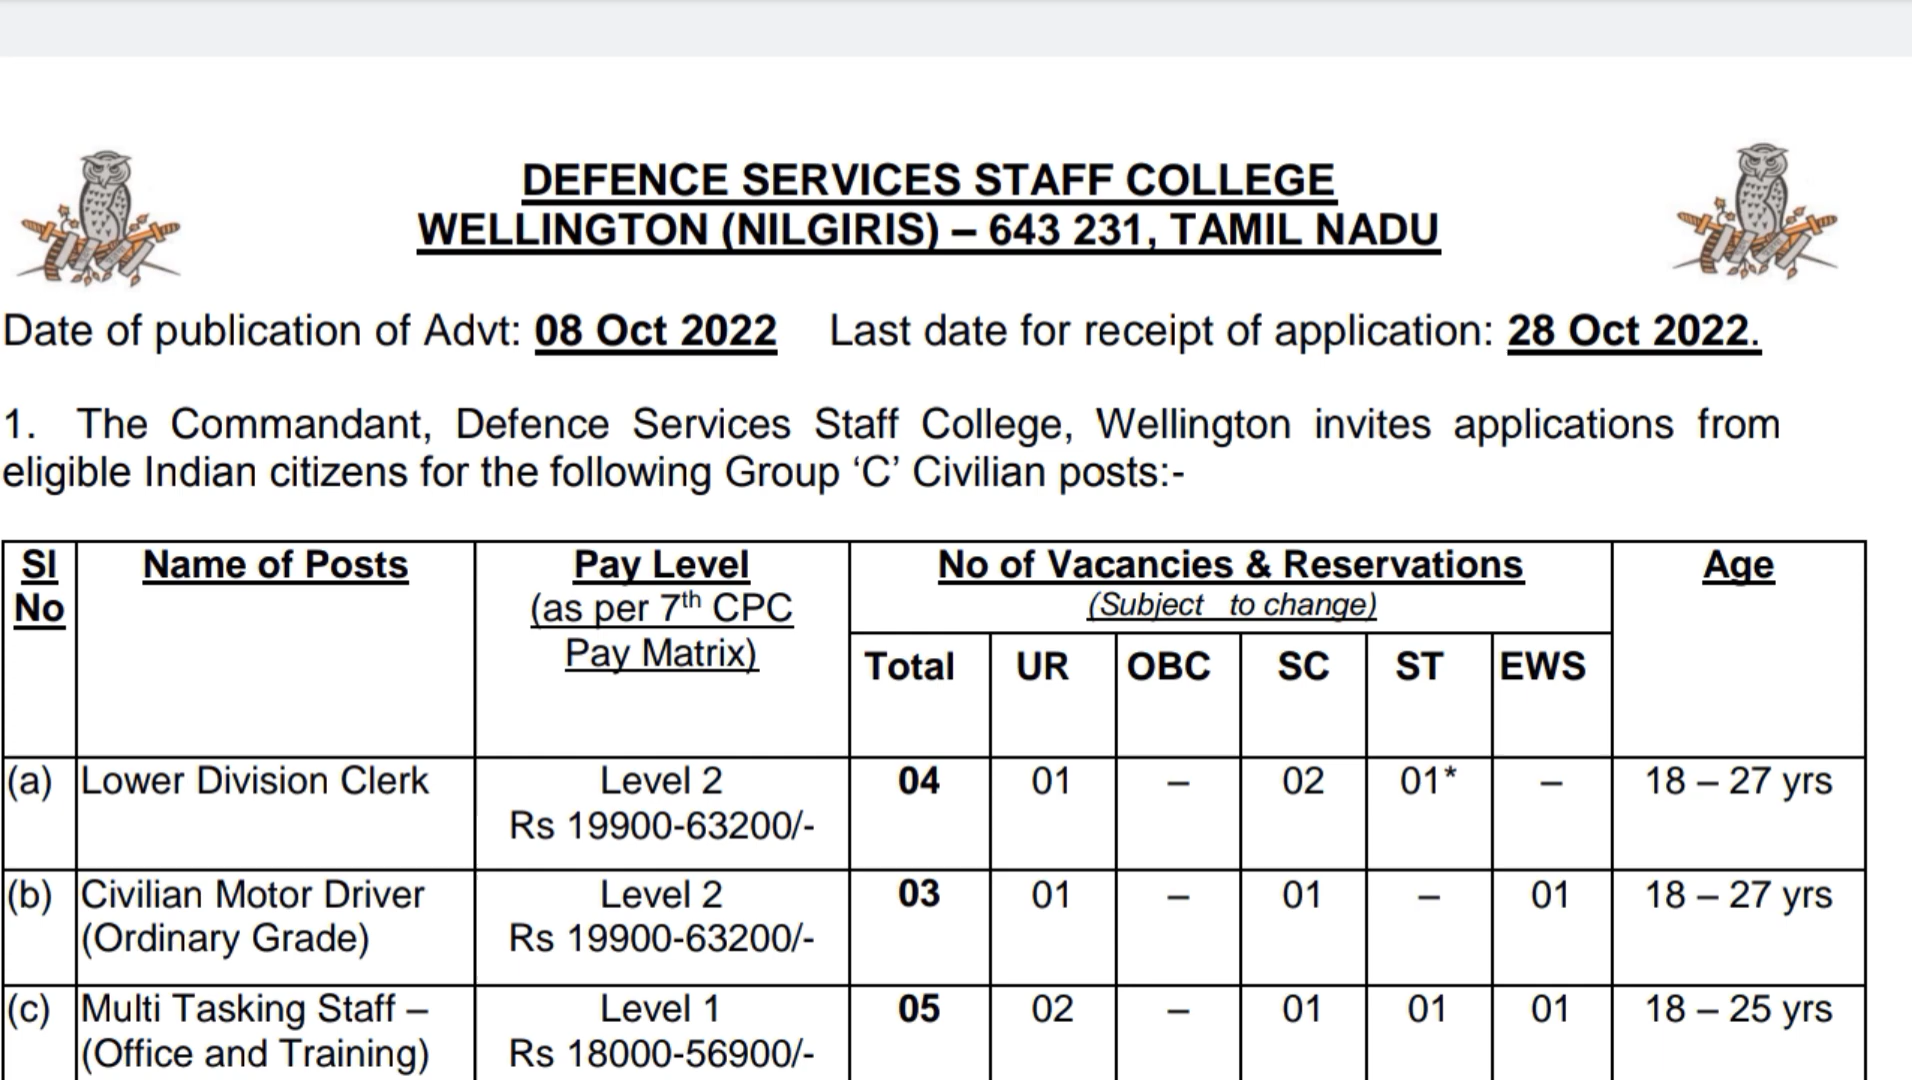 DEFENCE SERVICES STAFF COLLEGE
WELLINGTON (NILGIRIS) – 643 231, TAMIL NADU
Date of publication of Advt: 08 Oct 2022 Last date for receipt of application: 28 Oct 2022.
1. The Commandant, Defence Services Staff College, Wellington invites applications from
eligible Indian citizens for the following Group ‘C’ Civilian posts:-
Sl No Name of Posts Pay Level (as per 7th CPC Pay Matrix) No of Vacancies & Reservations (Subject to change) Age
Total UR OBC SC ST EWS
(a) Lower Division Clerk Level 2 04 01 – 02 01* – 18 – 27 yrs
Rs 19900-63200/-
(b) Civilian Motor Driver Level 2 03 01 – 01 – 01 18 – 27 yrs
(Ordinary Grade) Rs 19900-63200/-
(c) Multi Tasking Staff – Level 1 05 02 – 01 01 01 18 – 25 yrs
(Office and Training) Rs 18000-56900/-